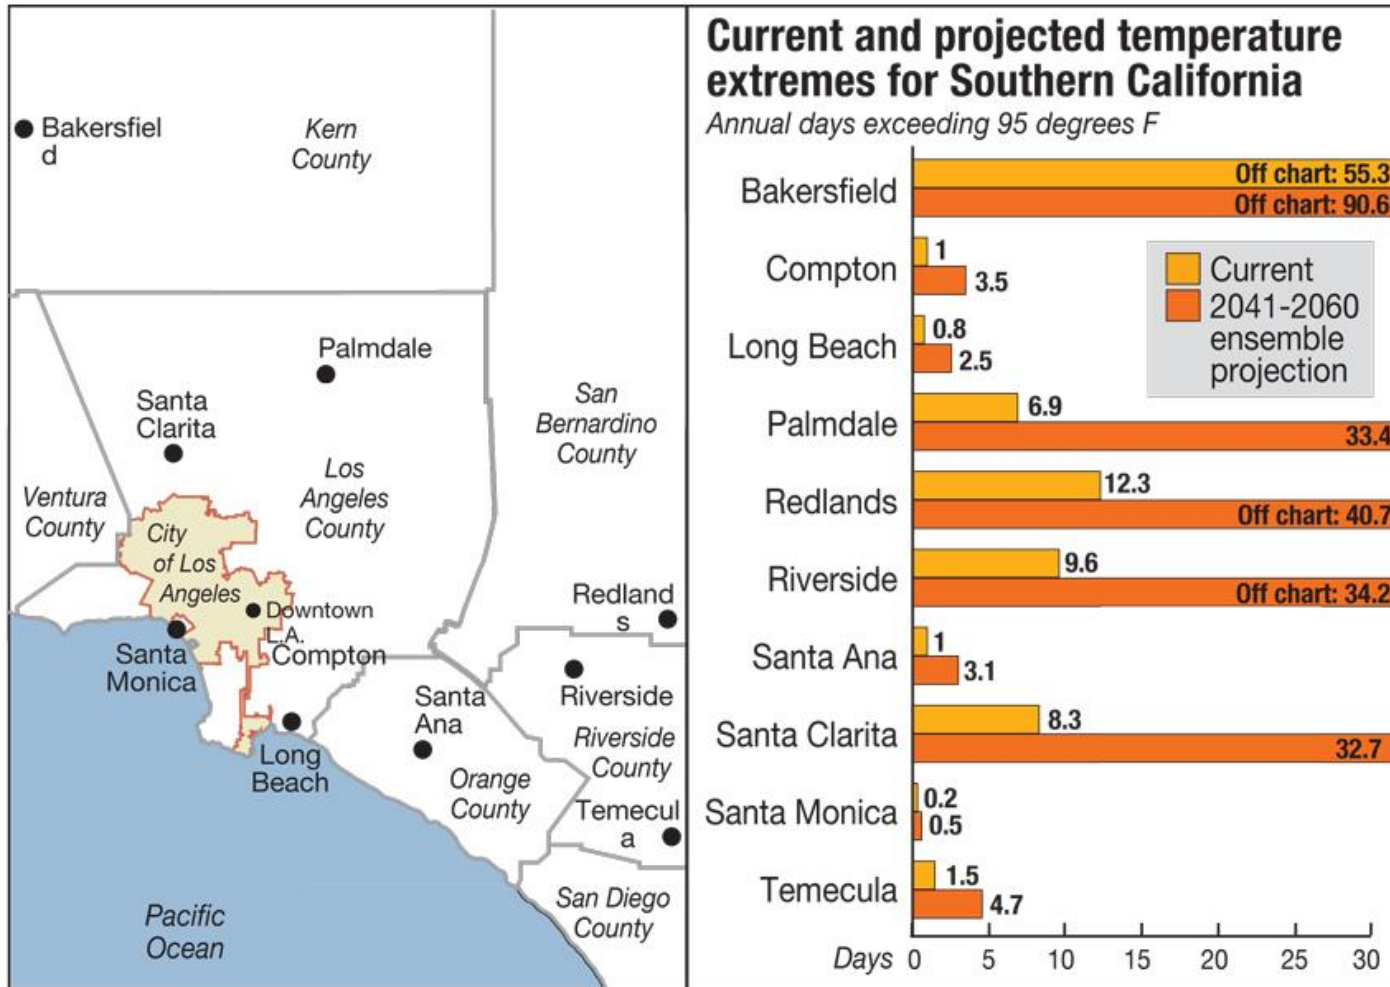 Bakersfiel
d
Kern
County
Palmdale
Santa
Clarita
San
Bernardino
County
Los
Angeles
County
Ventura
County
City
of Los
Angeles
Downtown
L.A.
Compton
Santa
Monica
Redland
s
Riverside
Riverside
County
Santa
Ana
Long
Beach
Orange
County
Temecul
a
San Diego
County
Pacific
Ocean
Current and projected temperature
extremes for Southern California
Annual days exceeding 95 degrees F
Bakersfield
Off chart: 55.3
Off chart: 90.6
Compton
1
3.5
Current
2041-2060
ensemble
projection
Long Beach
0.8
2.5
Palmdale
6.9
33.4
Redlands
12.3
Off chart: 40.7
Riverside
9.6
Off chart: 34.2
Santa Ana
1
3.1
Santa Clarita
8.3
32.7
Santa Monica
0.2
0.5
Temecula
1.5
4.7
Days 0 5 10 15 20 25 30